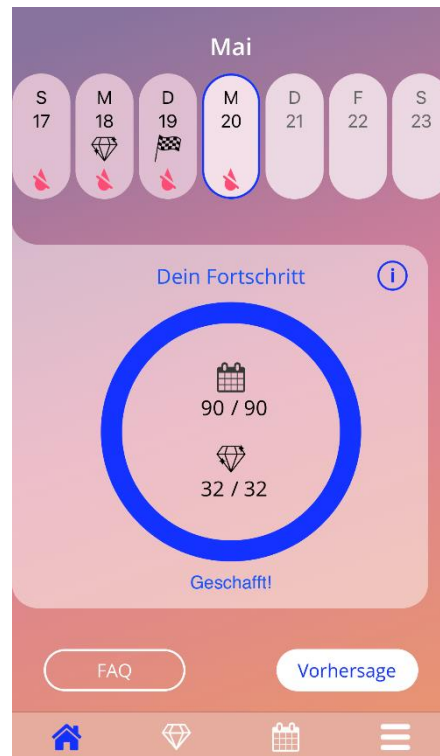 Mai
S M D M D F S
17 18 19 20 21 22 23
Dein Fortschritt
i
90 / 90
32 / 32
Geschafft!
FAQ Vorhersage